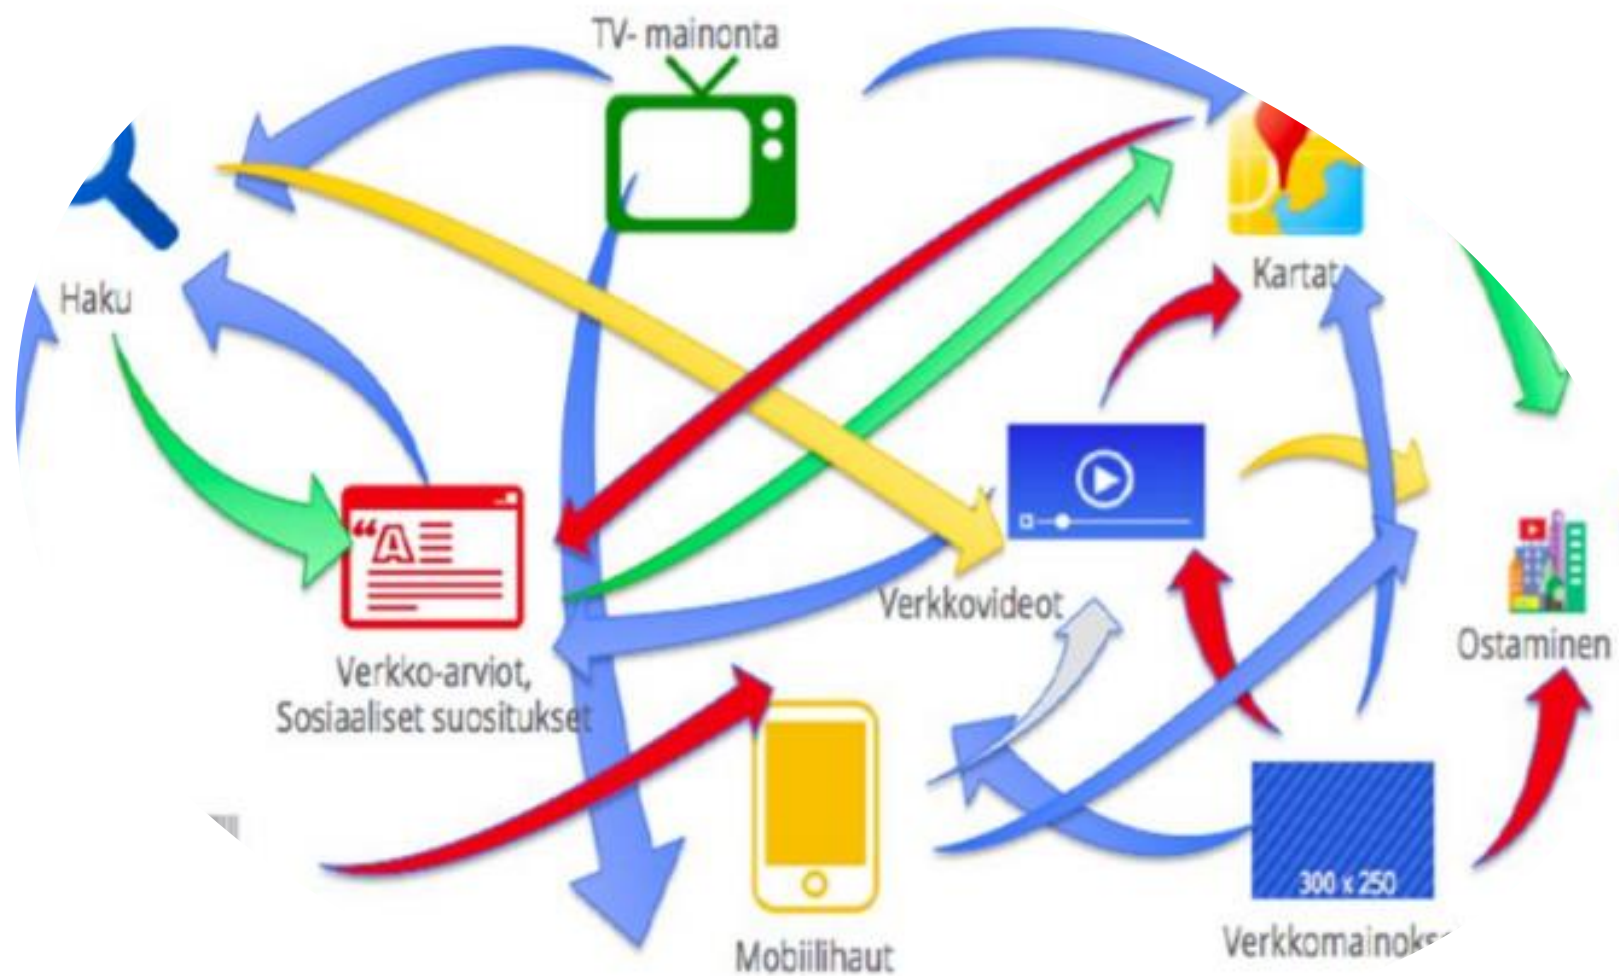 TV- mainonta
Haku
Kartat
“A
Verkkovideot
Verkko-arviot,
Sosiaaliset suositukset
Ostaminen
300 x 250
Mobiilihaut